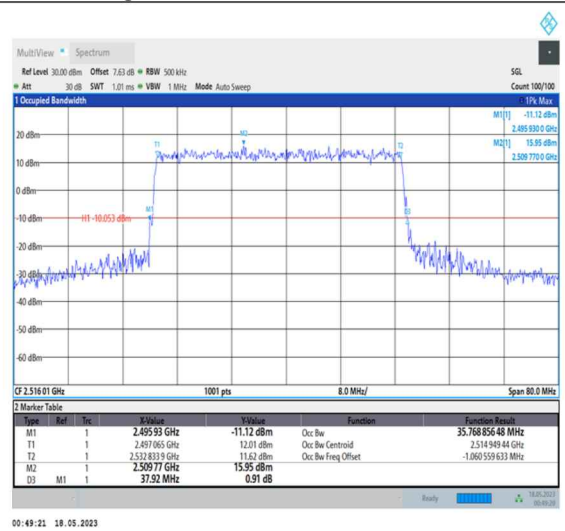 MultiView Spectrum
Ref Level 30.00 dBm Offset 7.63 dB RBW 500 kHz SGL
Att 30 dB SWT 1.01 ms VBW 1 MHz Mode Auto Sweep Count 100/100
1 Occupied Bandwidth 1Pk Max
M1[1] -11.12 dBm
2.495 930 0 GHz
20 dBm M2[1] 15.95 dBm
2.509 770 0 GHz
T1 M2 T2
10 dBm
0 dBm
M1 D3
-10 dBm H1 -10.053 dBm
-20 dBm
-30 dBm
-40 dBm
-50 dBm
-60 dBm
CF 2.516 01 GHz 1001 pts 8.0 MHz/ Span 80.0 MHz
2 Marker Table
Type Ref Trc X-Value Y-Value Function Function Result
M1 1 2.495 93 GHz -11.12 dBm Occ Bw 35.768 856 48 MHz
T1 1 2.497 065 GHz 12.01 dBm Occ Bw Centroid 2.514 949 44 GHz
T2 1 2.532 833 9 GHz 11.62 dBm Occ Bw Freq Offset -1.060 559 633 MHz
M2 1 2.509 77 GHz 15.95 dBm
D3 M1 1 37.92 MHz 0.91 dB
Ready 18.05.2023
00:49:20
00:49:21 18.05.2023